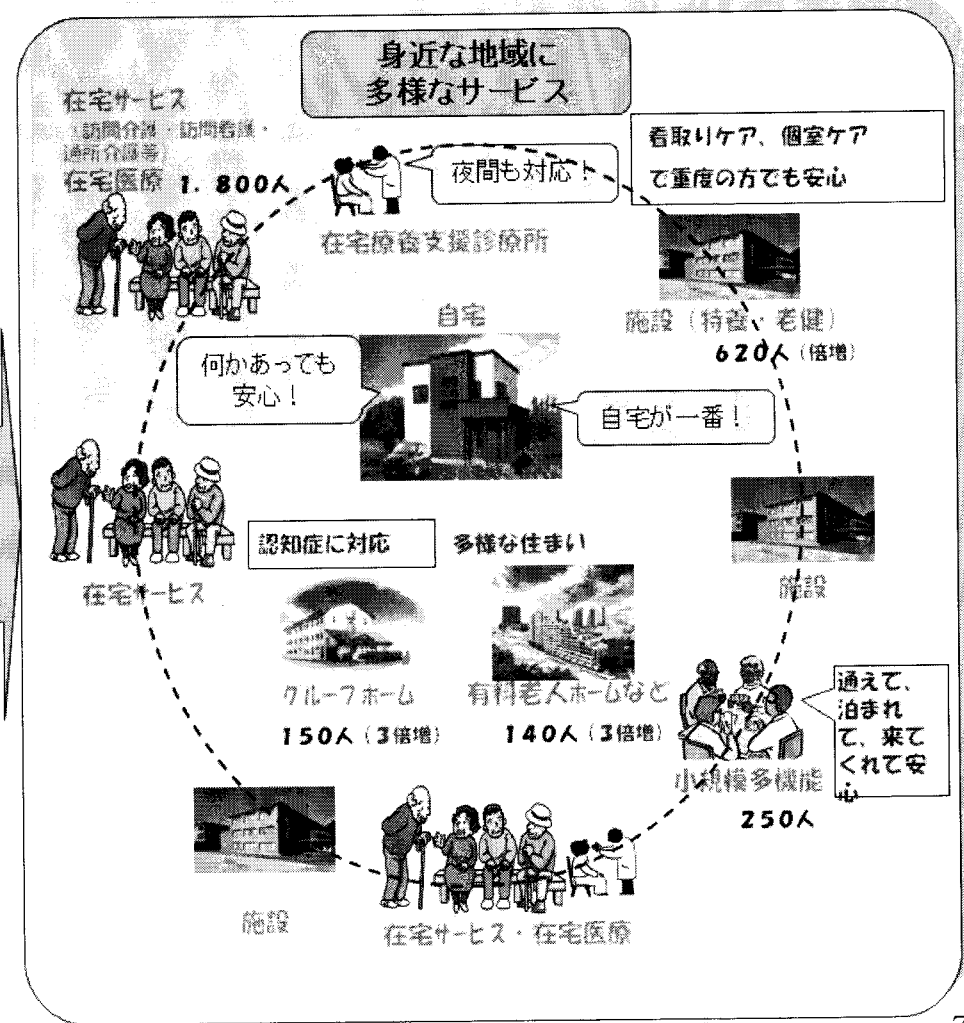 身近な地域に
多様なサービス
在宅サービス
（訪問介護・訪問看護・
通所介護等）
在宅医療 1．800人
夜間も対応！
看取りケア、個室ケア
で重度の方でも安心
在宅療養支援診療所
自宅
施設（特養・老健）
620人（倍増）
何かあっても
安心！
自宅が一番！
在宅サービス
認知症に対応
多様な住まい
施設
グループホーム
150人（3倍増）
有料老人ホームなど
140人（3倍増）
通えて、
泊まれ
て、来て
くれて安
心
小規模多機能
250人
施設
在宅サービス・在宅医療
7